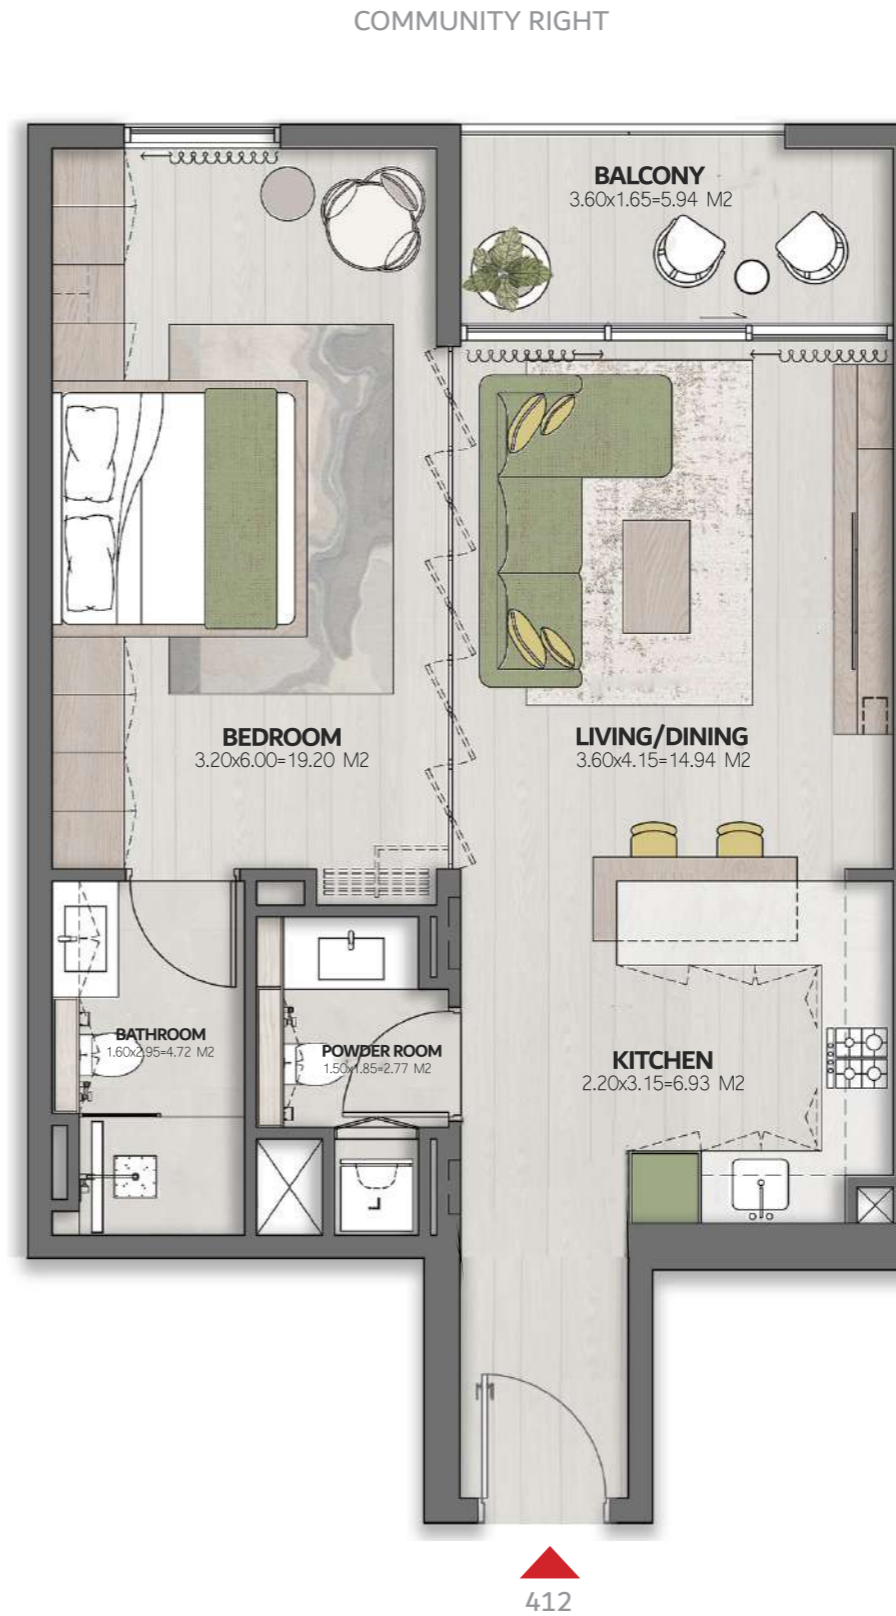 COMMUNITY RIGHT
BALCONY
3.60x1.65=5.94 M2
BEDROOM
3.20x6.00=19.20 M2
LIVING/DINING
3.60x4.15=14.94 M2
BATHROOM
1.60x2.95=4.72 M2
POWDER ROOM
1.50x1.85=2.77 M2
KITCHEN
2.20x3.15=6.93 M2
L
412